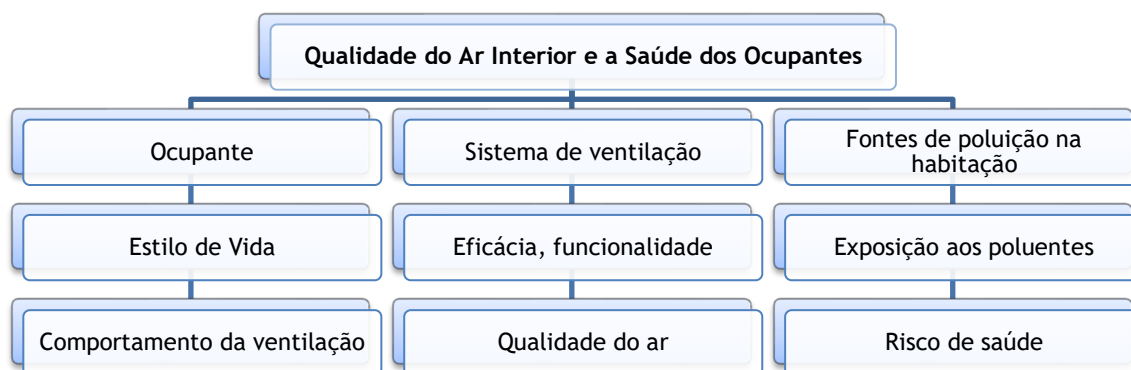 Qualidade do Ar Interior e a Saúde dos Ocupantes
Ocupante
Sistema de ventilação
Fontes de poluição na
habitação
Estilo de Vida
Eficácia, funcionalidade
Exposição aos poluentes
Comportamento da ventilação
Qualidade do ar
Risco de saúde